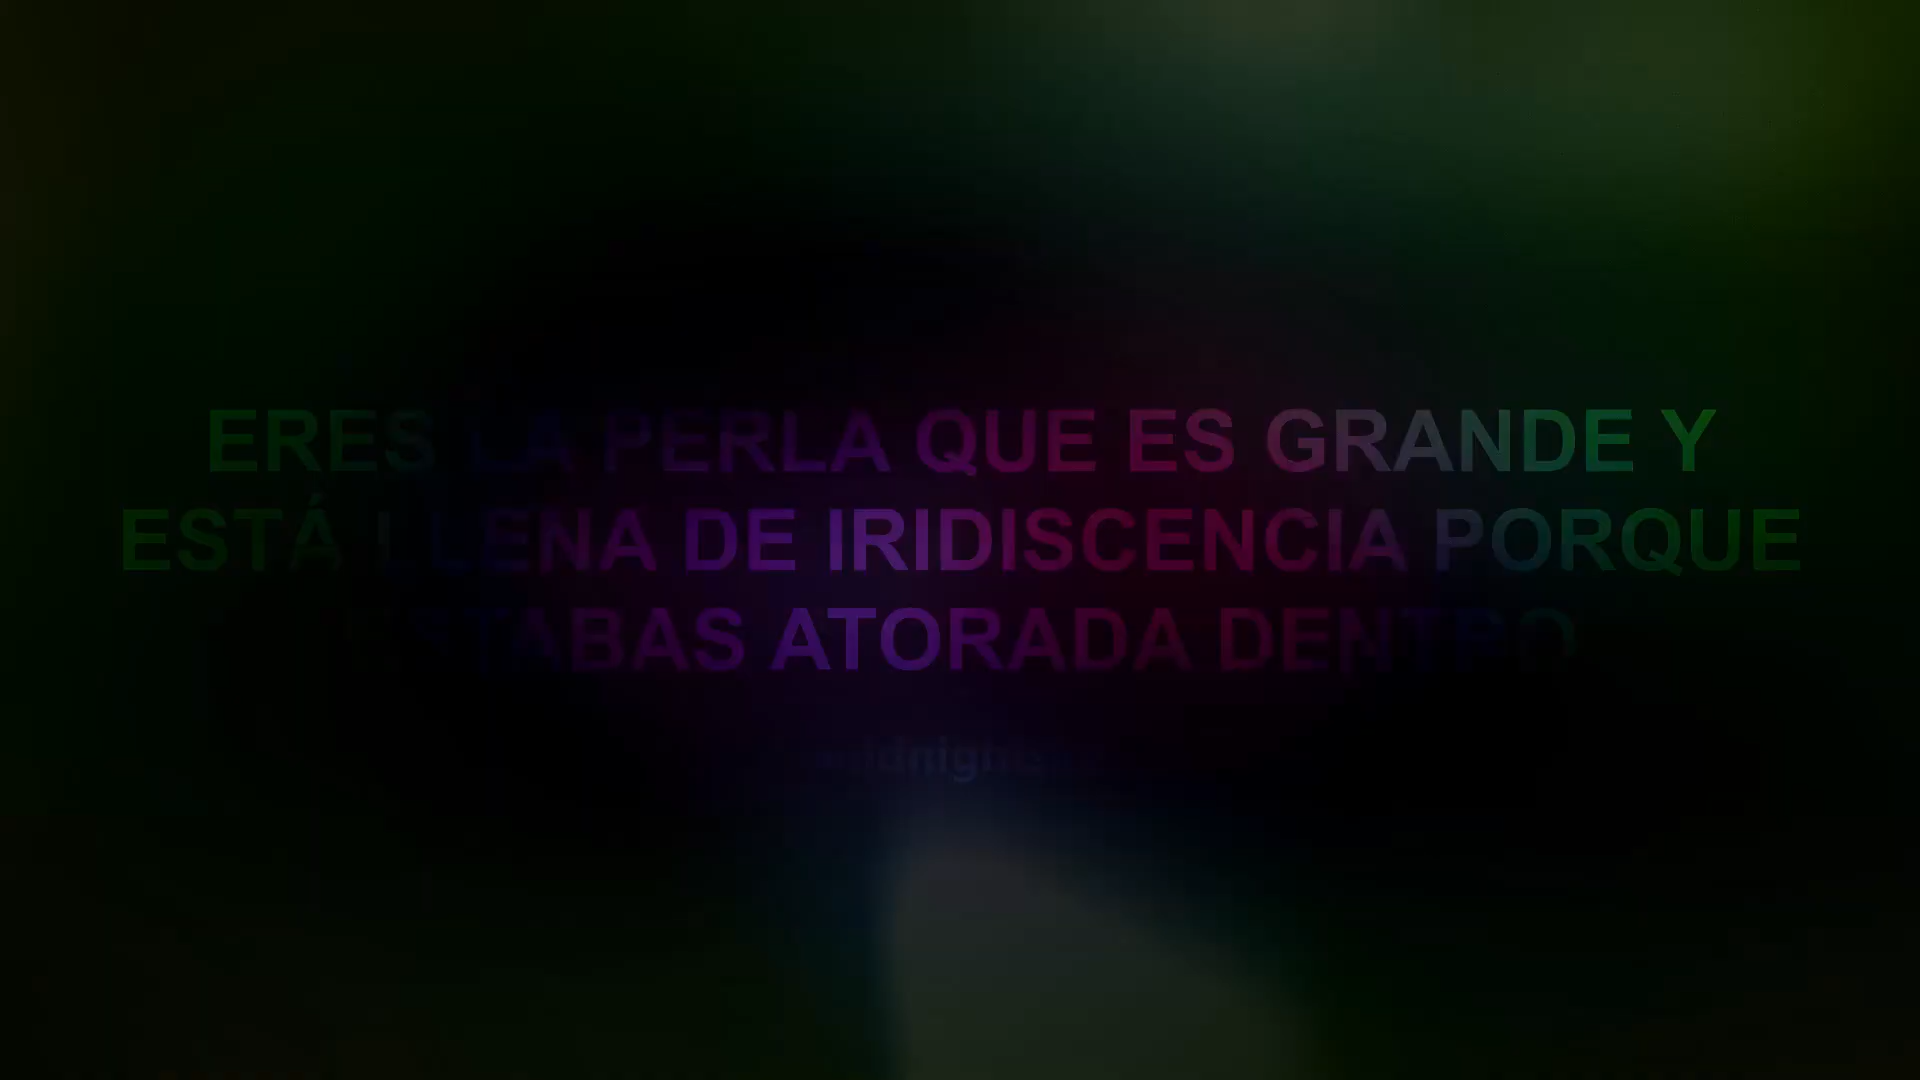 ERES LA PERLA QUE ES GRANDE Y
ESTÁ LLENA DE IRIDISCENCIA PORQUE
ESTABAS ATORADA DENTRO